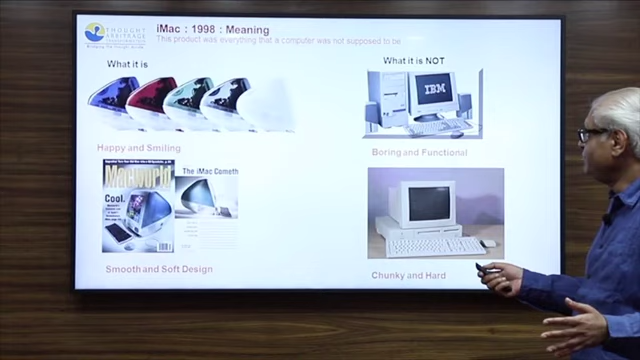 THOUGHT
ARBITRAGE
iMac : 1998 : Meaning
This product was everything that a computer was not supposed to be
What it is
What it is NOT
IBM
Happy and Smiling
Boring and Functional
Macworld
The iMac Cometh
Cool.
Smooth and Soft Design
Chunky and Hard